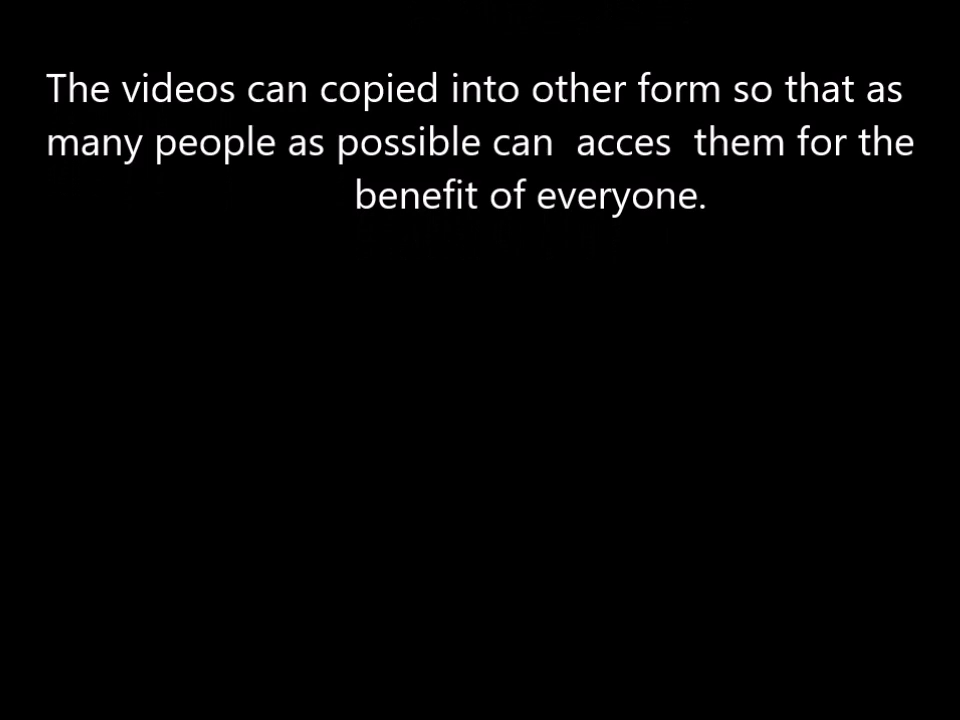 The videos can copied into other form so that as
many people as possible can  acces  them for the
benefit of everyone.